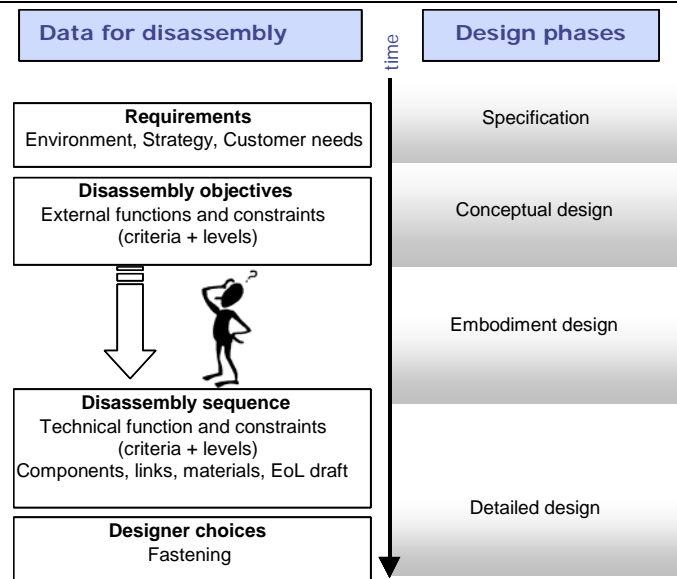 Data for disassembly
time
Design phases
Requirements
Environment, Strategy, Customer needs
Specification
Disassembly objectives
External functions and constraints
(criteria + levels)
Conceptual design
?
Embodiment design
Disassembly sequence
Technical function and constraints
(criteria + levels)
Components, links, materials, EoL draft
Detailed design
Designer choices
Fastening